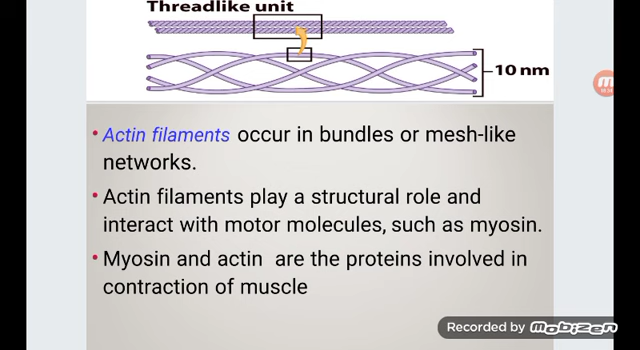 Threadlike unit
10 nm
• Actin filaments occur in bundles or mesh-like
networks.
• Actin filaments play a structural role and
interact with motor molecules, such as myosin.
• Myosin and actin are the proteins involved in
contraction of muscle
Recorded by Mobizen